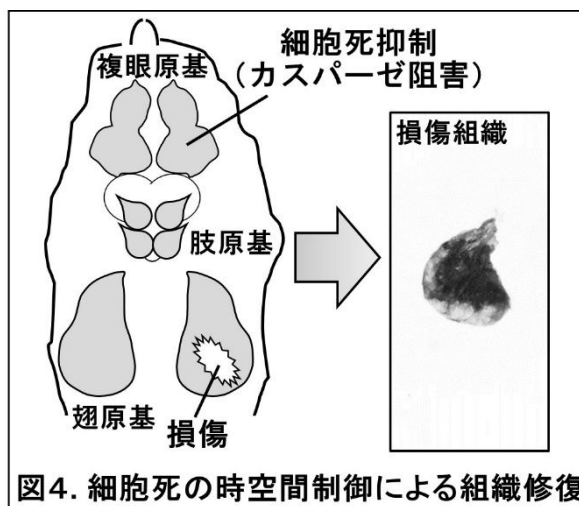 複眼原基
細胞死抑制
（カスパーゼ阻害）
損傷組織
肢原基
翅原基
損傷
図4. 細胞死の時空間制御による組織修復